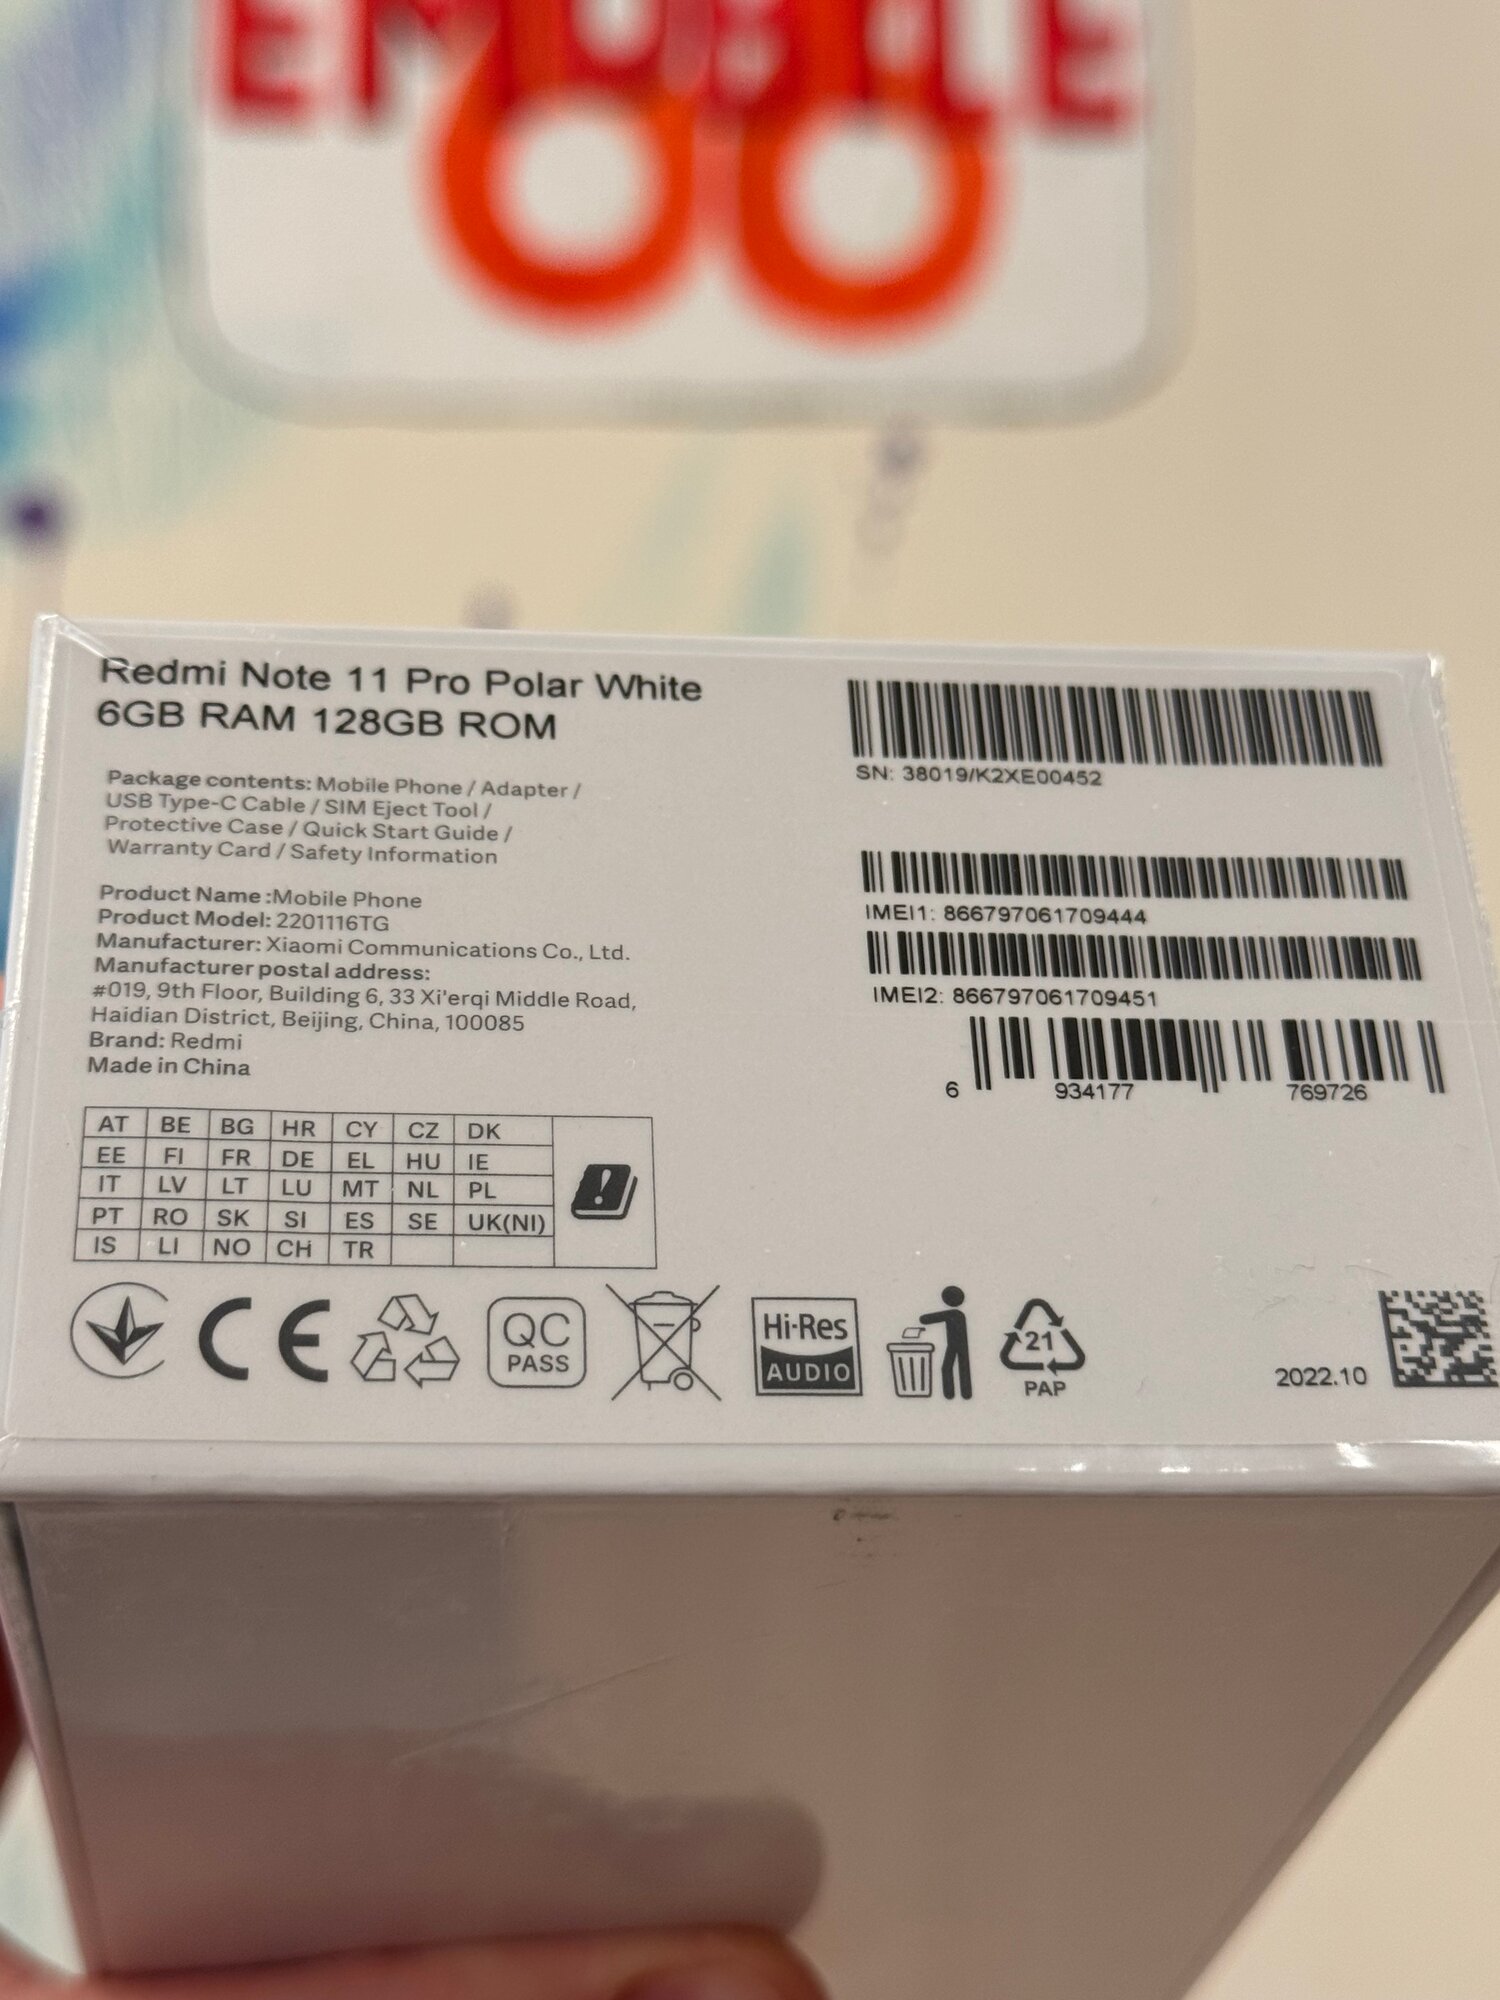 EMOBILE
Redmi Note 11 Pro Polar White
6GB RAM 128GB ROM
Package contents: Mobile Phone / Adapter /
USB Type-C Cable / SIM Eject Tool /
Protective Case / Quick Start Guide /
Warranty Card / Safety Information
Product Name :Mobile Phone
Product Model: 2201116TG
Manufacturer: Xiaomi Communications Co., Ltd.
Manufacturer postal address:
#019, 9th Floor, Building 6, 33 Xi'erqi Middle Road,
Haidian District, Beijing, China, 100085
Brand: Redmi
Made in China
AT BE BG HR CY CZ DK
EE FI FR DE EL HU IE
IT LV LT LU MT NL PL
PT RO SK SI ES SE UK(NI)
IS LI NO CH TR
SN: 38019/K2XE00452
IMEI1: 866797061709444
IMEI2: 866797061709451
6 934177 769726
CE
QC
PASS
Hi-Res
AUDIO
21
PAP
2022.10